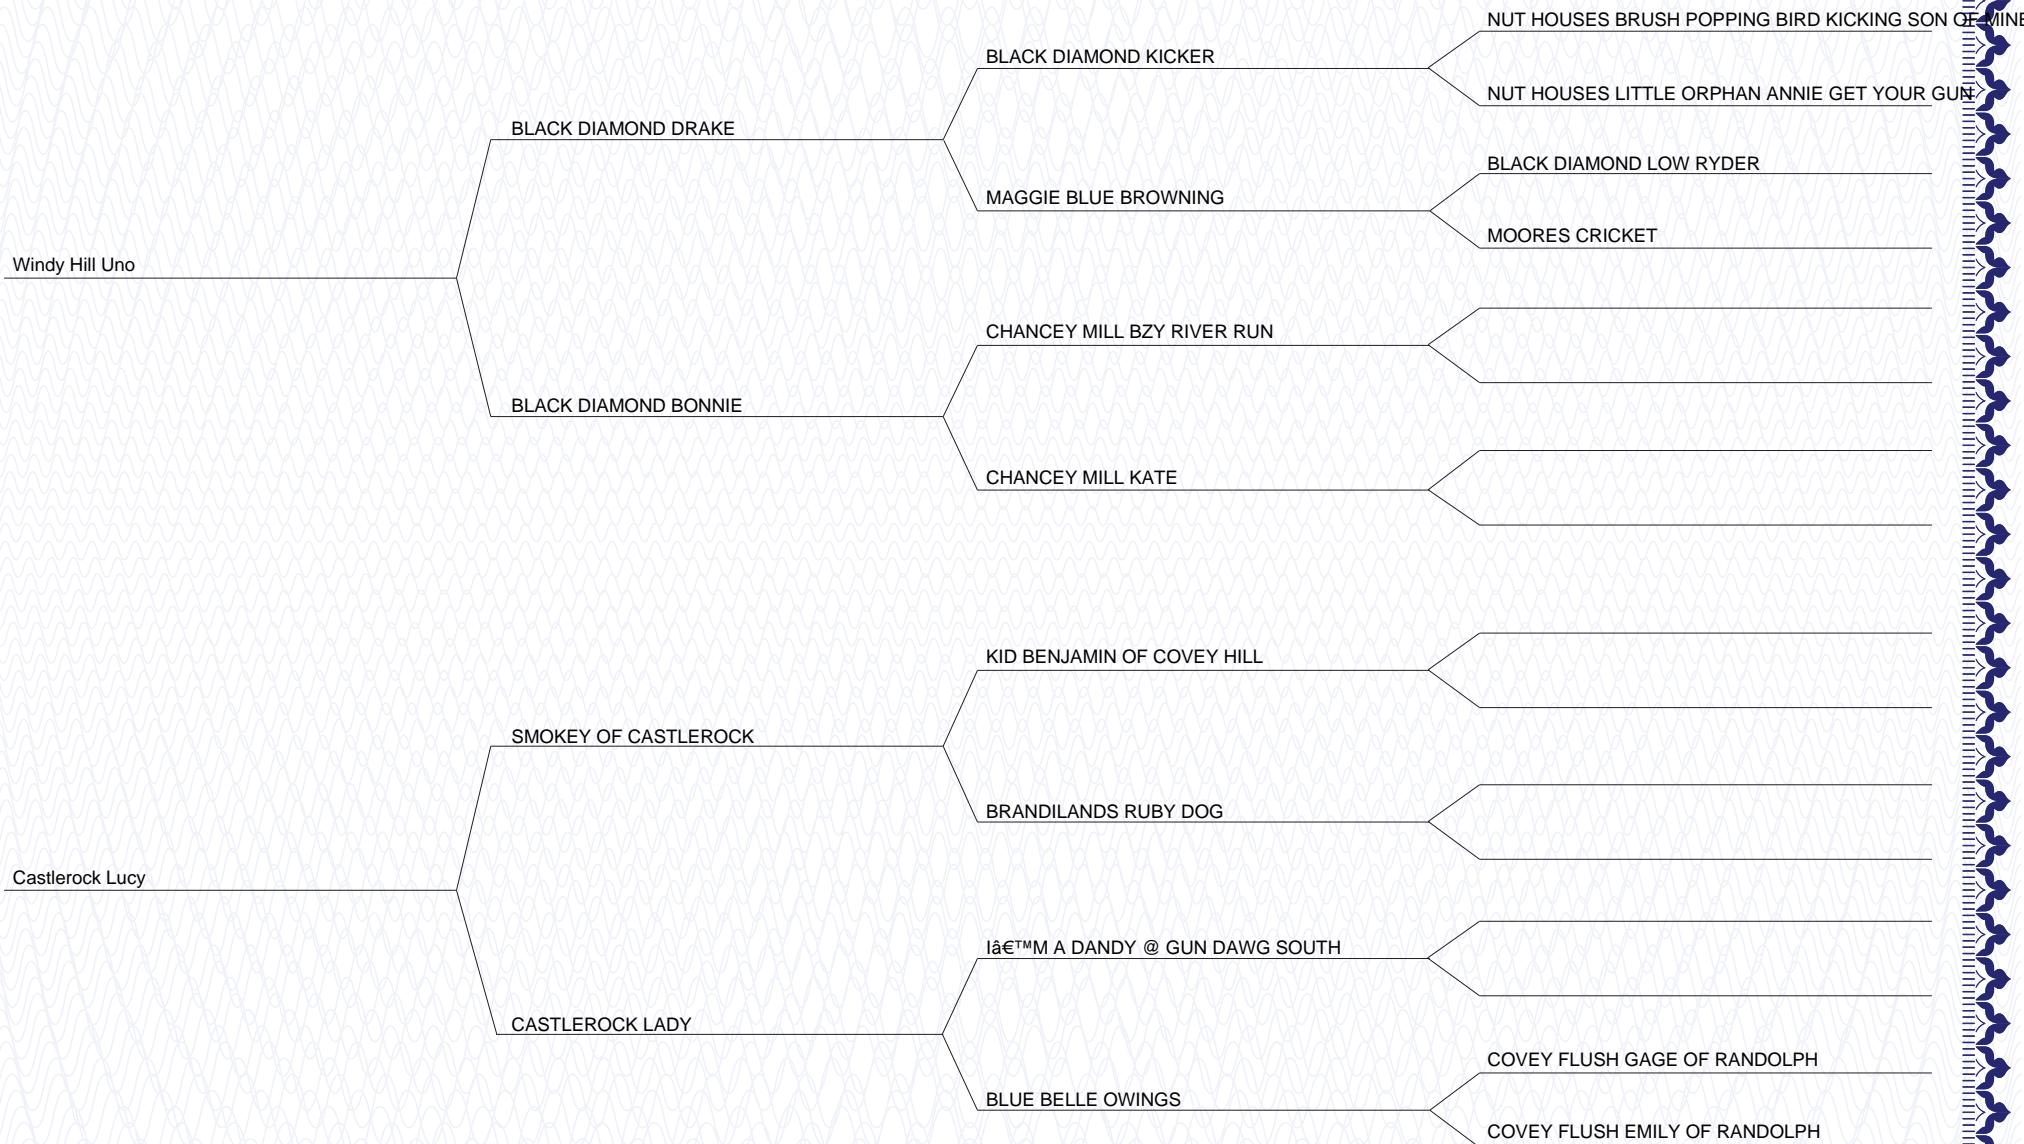 NUT HOUSES BRUSH POPPING BIRD KICKING SON OF MINE
BLACK DIAMOND KICKER
NUT HOUSES LITTLE ORPHAN ANNIE GET YOUR GUN
BLACK DIAMOND DRAKE
BLACK DIAMOND LOW RYDER
MAGGIE BLUE BROWNING
MOORES CRICKET
Windy Hill Uno
CHANCEY MILL BZY RIVER RUN
BLACK DIAMOND BONNIE
CHANCEY MILL KATE
KID BENJAMIN OF COVEY HILL
SMOKEY OF CASTLEROCK
BRANDILANDS RUBY DOG
Castlerock Lucy
Iâ€™M A DANDY @ GUN DAWG SOUTH
CASTLEROCK LADY
COVEY FLUSH GAGE OF RANDOLPH
BLUE BELLE OWINGS
COVEY FLUSH EMILY OF RANDOLPH